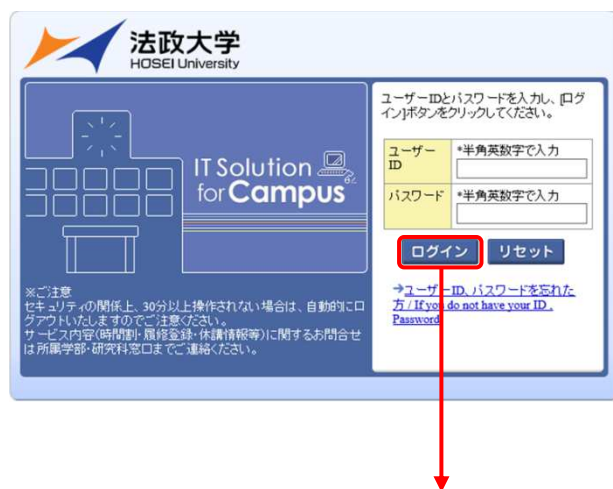 法政大学
HOSEI University
IT Solution
for Campus
※ご注意
セキュリティの関係上、30分以上操作されない場合は、自動的にロ
グアウトいたしますのでご注意ください。
サービス内容(時間割・履修登録・休講情報等)に関するお問合せ
は所属学部・研究科窓口までご連絡ください。
ユーザーIDとパスワードを入力し、[ログ
イン]ボタンをクリックしてください。
ユーザー
ID
*半角英数字で入力
パスワード
*半角英数字で入力
ログイン
リセット
➔ユーザーID、パスワードを忘れた
方 / If you do not have your ID ,
Password